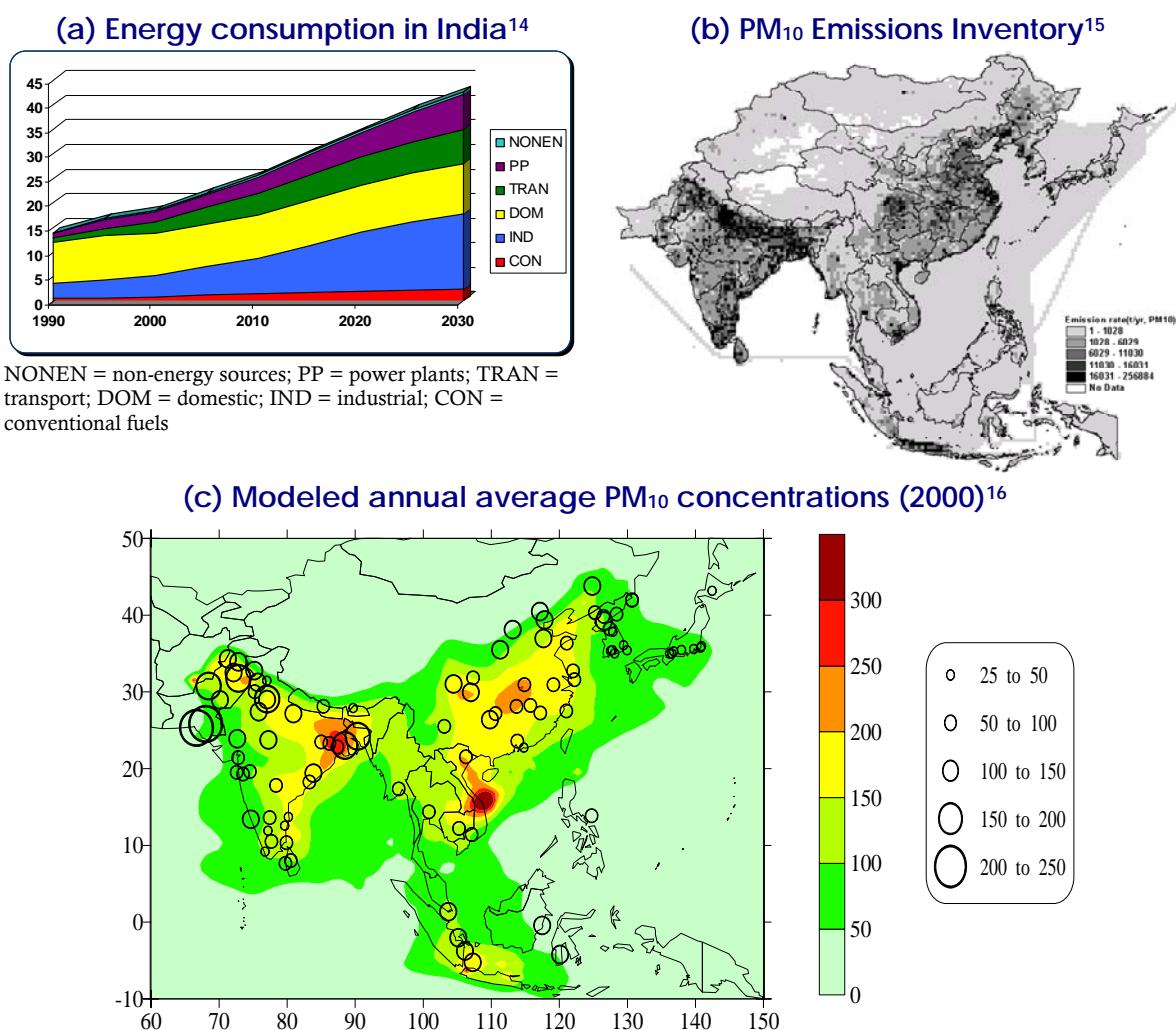 (a) Energy consumption in India14
45
40
35
30
25
20
15
10
5
0
1990 2000 2010 2020 2030
NONEN
PP
TRAN
DOM
IND
CON
NONEN = non-energy sources; PP = power plants; TRAN =
transport; DOM = domestic; IND = industrial; CON =
conventional fuels
(b) PM10 Emissions Inventory15
Emission rate(t/yr, PM10)
1 - 1028
1028 - 6029
6029 - 11030
11030 - 16031
16031 - 256884
No Data
(c) Modeled annual average PM10 concentrations (2000)16
50
40
30
20
10
0
-10
60 70 80 90 100 110 120 130 140 150
300
250
200
150
100
50
0
25 to 50
50 to 100
100 to 150
150 to 200
200 to 250